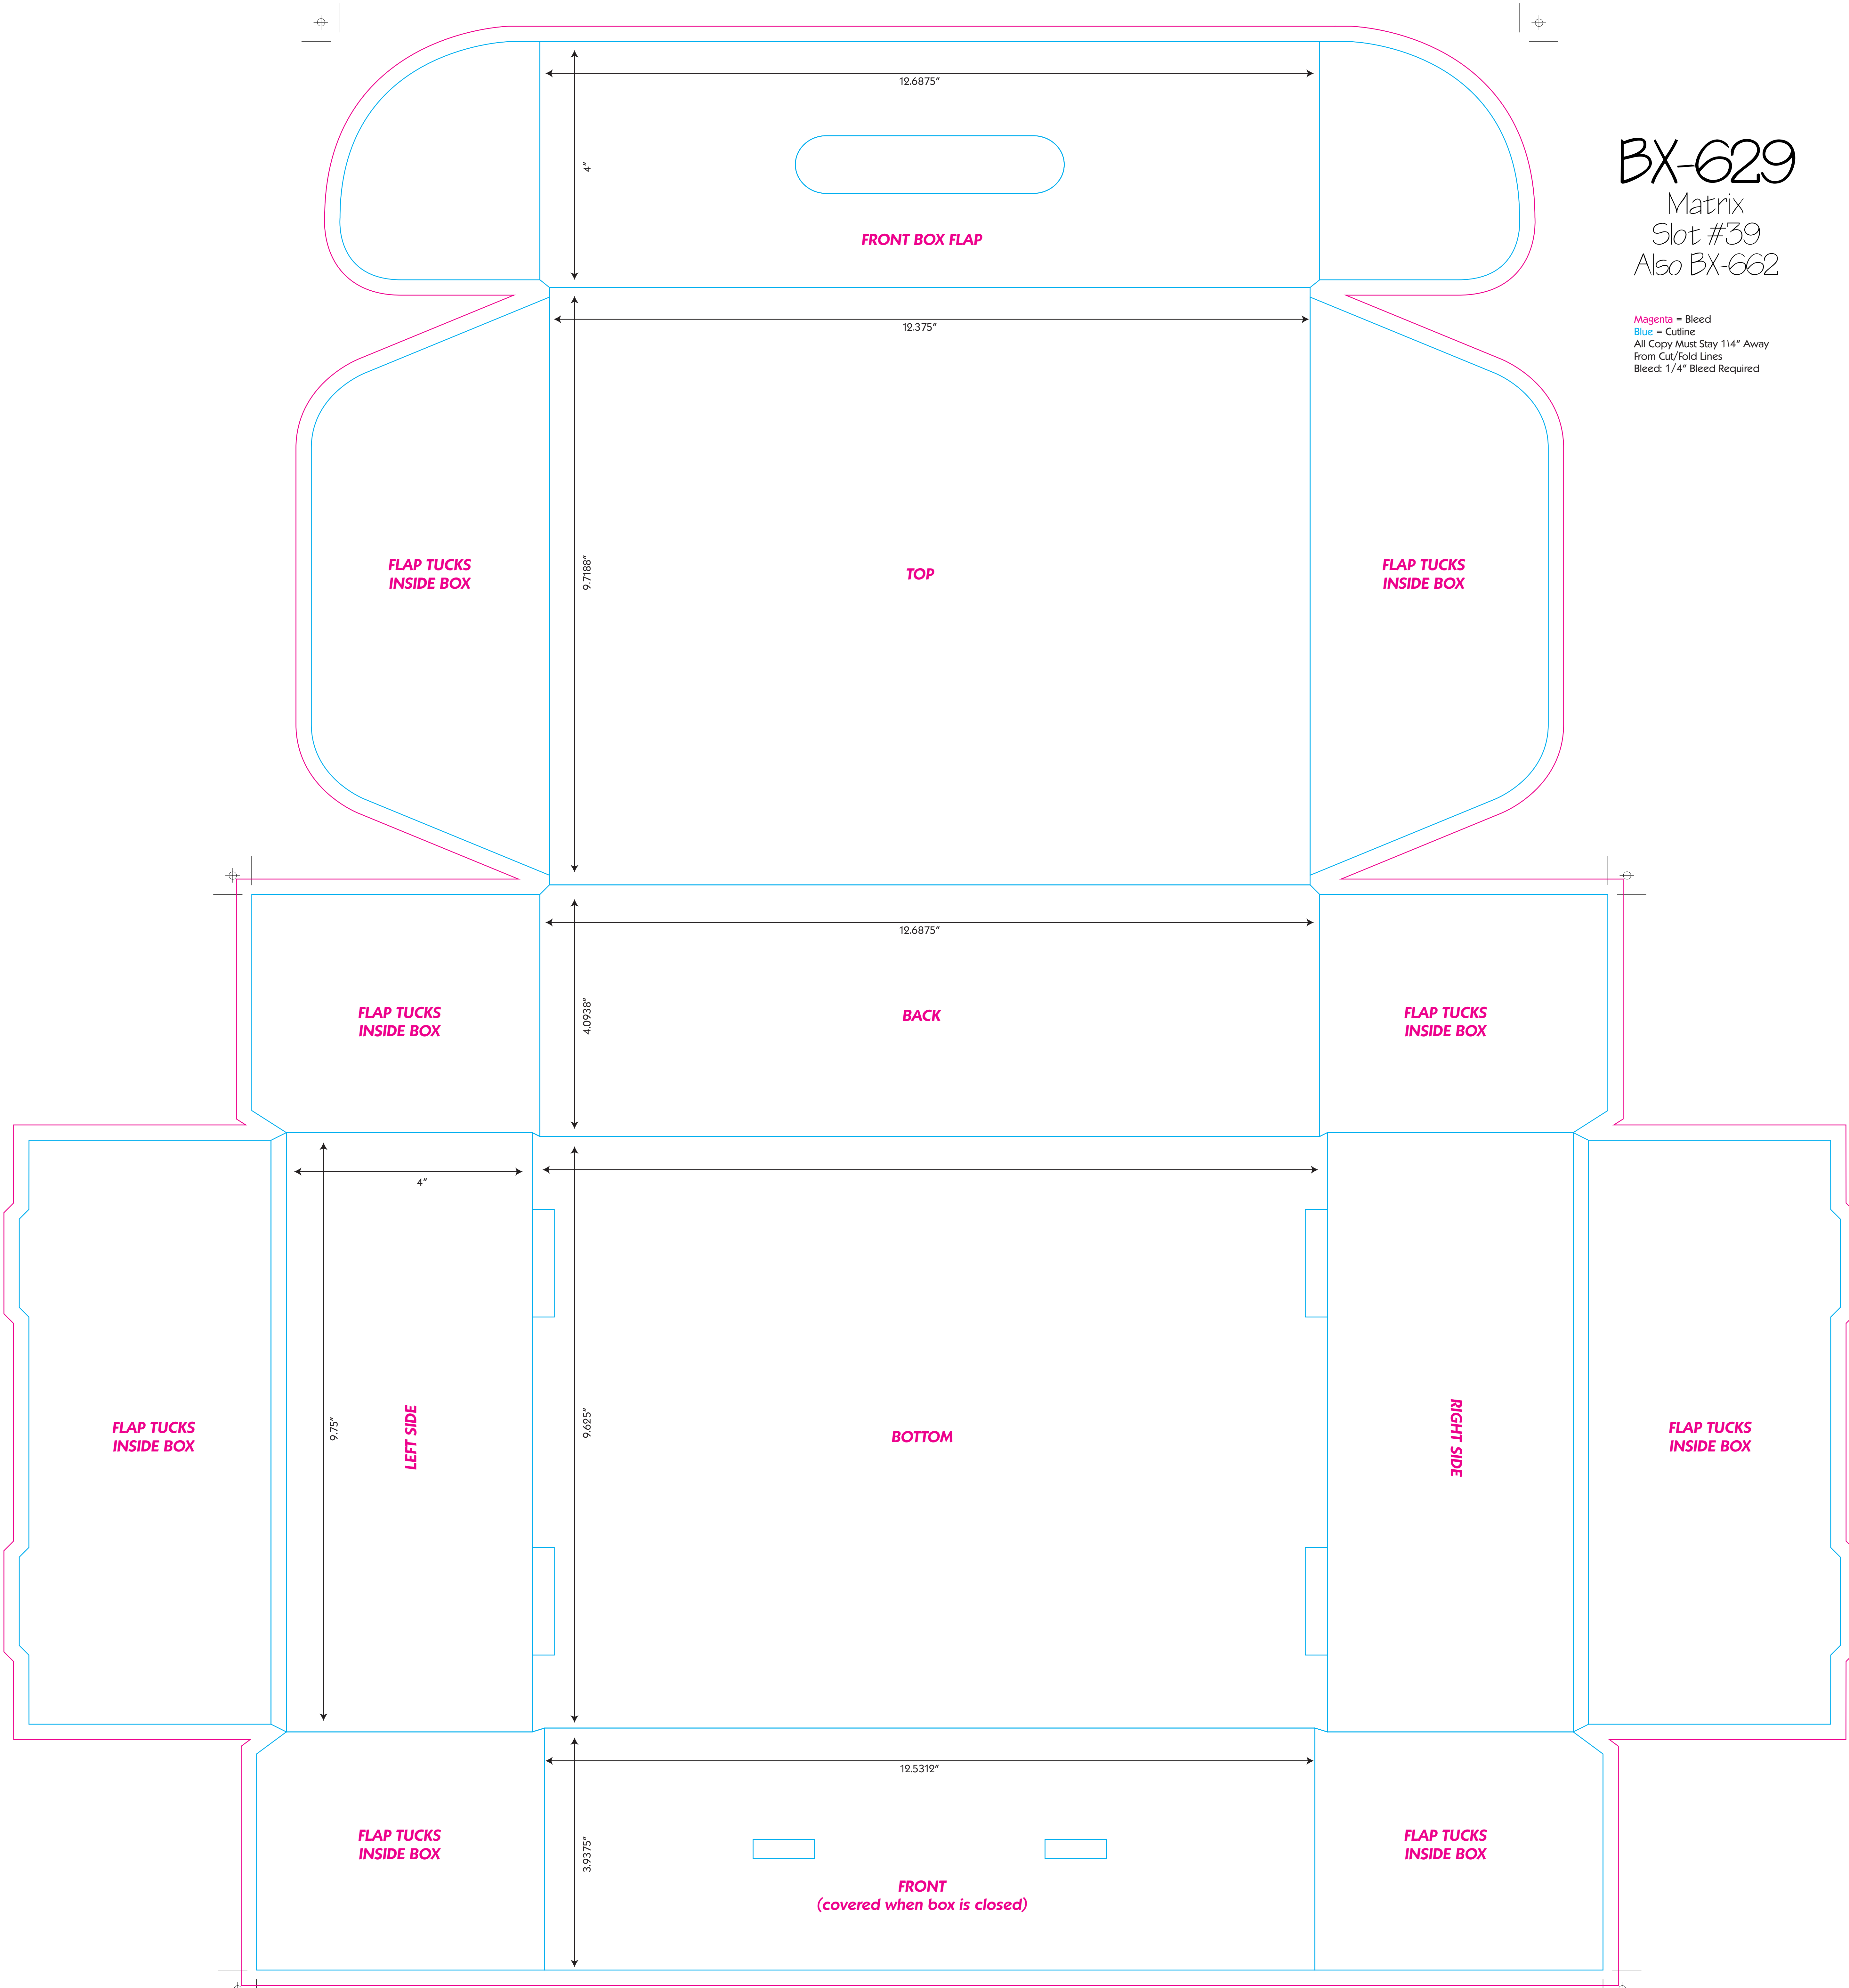 12.6875"
4"
FRONT BOX FLAP
BX-629
Matrix
Slot #39
Also BX-662
Magenta = Bleed
Blue = Cutline
All Copy Must Stay 1\4" Away
From Cut/Fold Lines
Bleed: 1/4" Bleed Required
12.375"
9.7188"
FLAP TUCKS
INSIDE BOX
TOP
FLAP TUCKS
INSIDE BOX
12.6875"
4.0938"
FLAP TUCKS
INSIDE BOX
BACK
FLAP TUCKS
INSIDE BOX
4"
FLAP TUCKS
INSIDE BOX
9.75"
LEFT SIDE
9.625"
BOTTOM
RIGHT SIDE
FLAP TUCKS
INSIDE BOX
12.5312"
FLAP TUCKS
INSIDE BOX
3.9375"
FRONT
(covered when box is closed)
FLAP TUCKS
INSIDE BOX